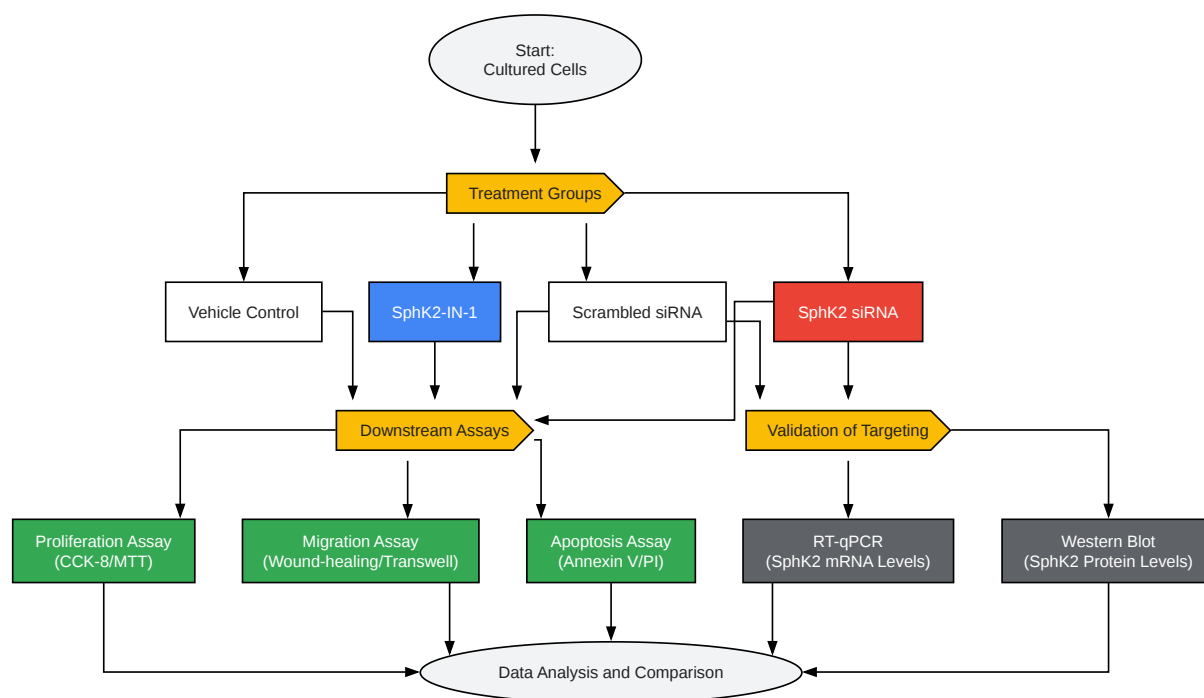 Start:
Cultured Cells
Treatment Groups
Vehicle Control
SphK2-IN-1
Scrambled siRNA
SphK2 siRNA
Downstream Assays
Validation of Targeting
Proliferation Assay
(CCK-8/MTT)
Migration Assay
(Wound-healing/Transwell)
Apoptosis Assay
(Annexin V/PI)
RT-qPCR
(SphK2 mRNA Levels)
Western Blot
(SphK2 Protein Levels)
Data Analysis and Comparison